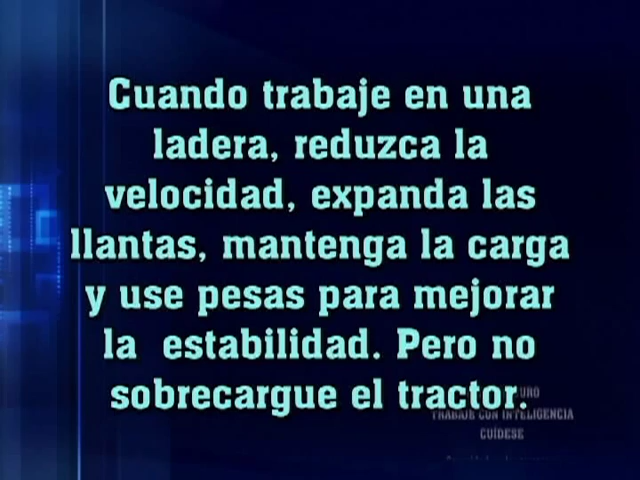 Cuando trabaje en una
ladera, reduzca la
velocidad, expanda las
llantas, mantenga la carga
y use pesas para mejorar
la estabilidad. Pero no
sobrecargue el tractor.
TRABAJE CON INTELIGENCIA
CUÍDESE